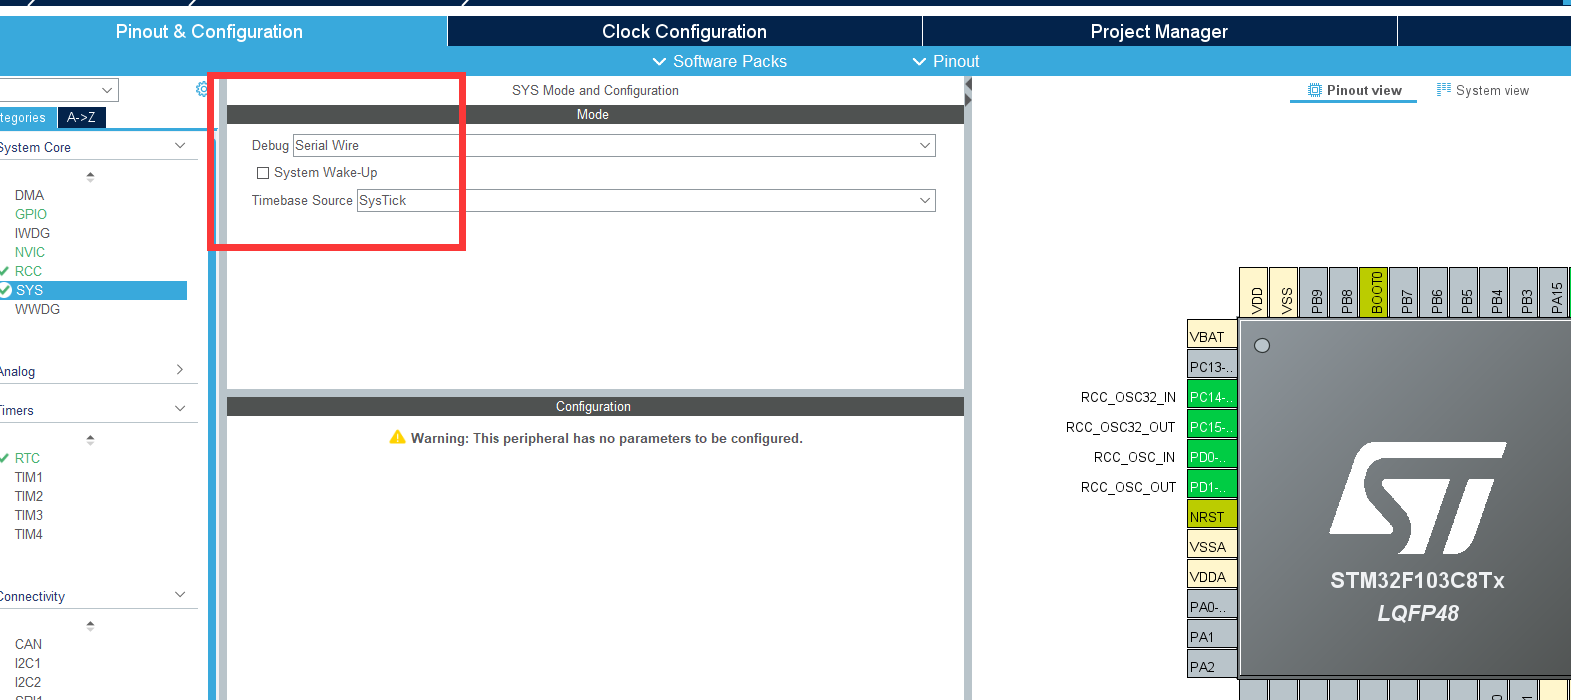 Pinout & Configuration
Clock Configuration
Project Manager
Software Packs
Pinout
tegories
A->Z
System Core
DMA
GPIO
IWDG
NVIC
RCC
SYS
WWDG
Analog
Timers
RTC
TIM1
TIM2
TIM3
TIM4
Connectivity
CAN
I2C1
I2C2
SPI1
SYS Mode and Configuration
Mode
Debug Serial Wire
System Wake-Up
Timebase Source SysTick
Configuration
Warning: This peripheral has no parameters to be configured.
Pinout view
System view
VDD
VSS
PB9
PB8
BOOT0
PB7
PB6
PB5
PB4
PB3
PA15
VBAT
PC13-..
RCC_OSC32_IN PC14-..
RCC_OSC32_OUT PC15-..
RCC_OSC_IN PD0-..
RCC_OSC_OUT PD1-..
NRST
VSSA
VDDA
PA0-..
PA1
PA2
ST
STM32F103C8Tx
LQFP48